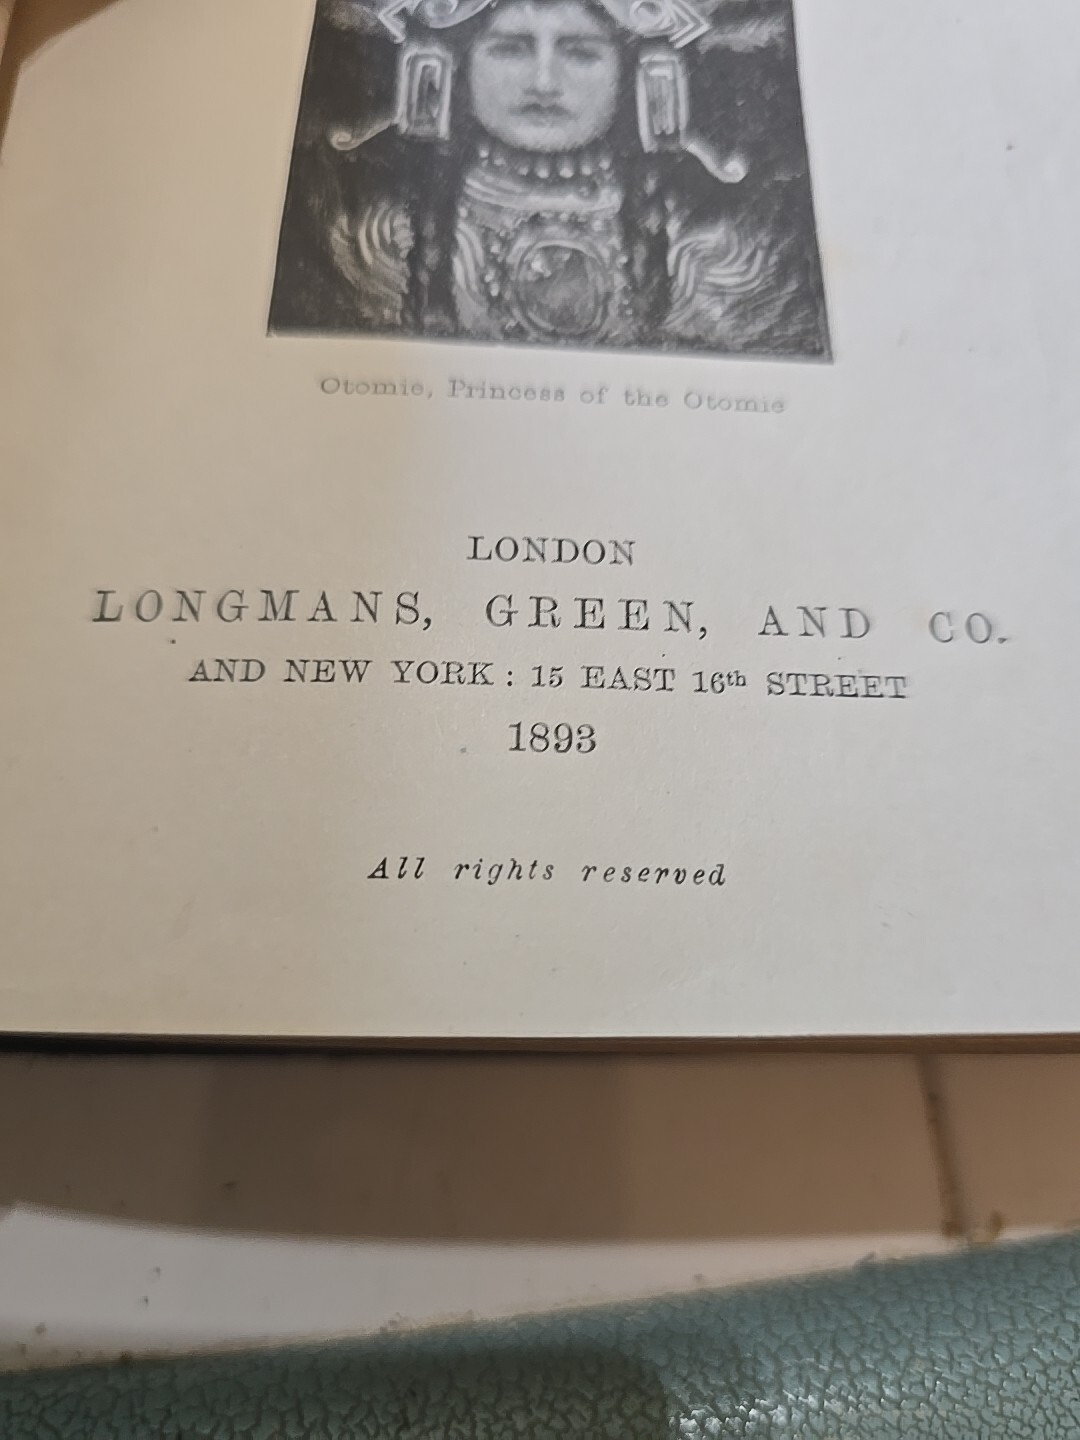 Otomie, Princess of the Otomie
LONDON
LONGMANS, GREEN, AND CO.
AND NEW YORK : 15 EAST 16th STREET
1893
All rights reserved